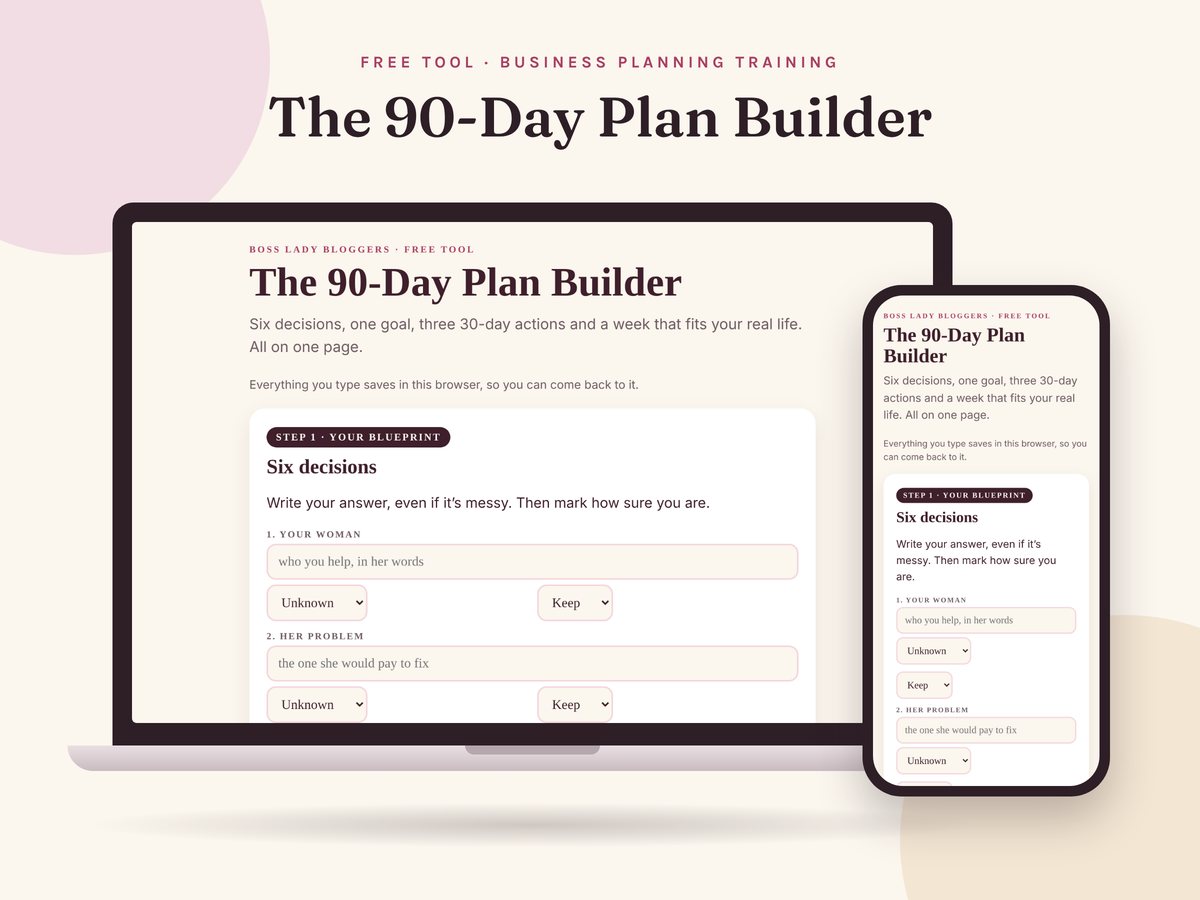 FREE TOOL · BUSINESS PLANNING TRAINING
The 90-Day Plan Builder
BOSS LADY BLOGGERS · FREE TOOL
The 90-Day Plan Builder
Six decisions, one goal, three 30-day actions and a week that fits your real life.
All on one page.
Everything you type saves in this browser, so you can come back to it.
STEP 1 · YOUR BLUEPRINT
Six decisions
Write your answer, even if it’s messy. Then mark how sure you are.
1. YOUR WOMAN
who you help, in her words
Unknown Keep
2. HER PROBLEM
the one she would pay to fix
Unknown Keep
BOSS LADY BLOGGERS · FREE TOOL
The 90-Day Plan
Builder
Six decisions, one goal, three 30-day
actions and a week that fits your real
life. All on one page.
Everything you type saves in this browser, so you
can come back to it.
STEP 1 · YOUR BLUEPRINT
Six decisions
Write your answer, even if it’s
messy. Then mark how sure you
are.
1. YOUR WOMAN
who you help, in her words
Unknown
Keep
2. HER PROBLEM
the one she would pay to fix
Unknown